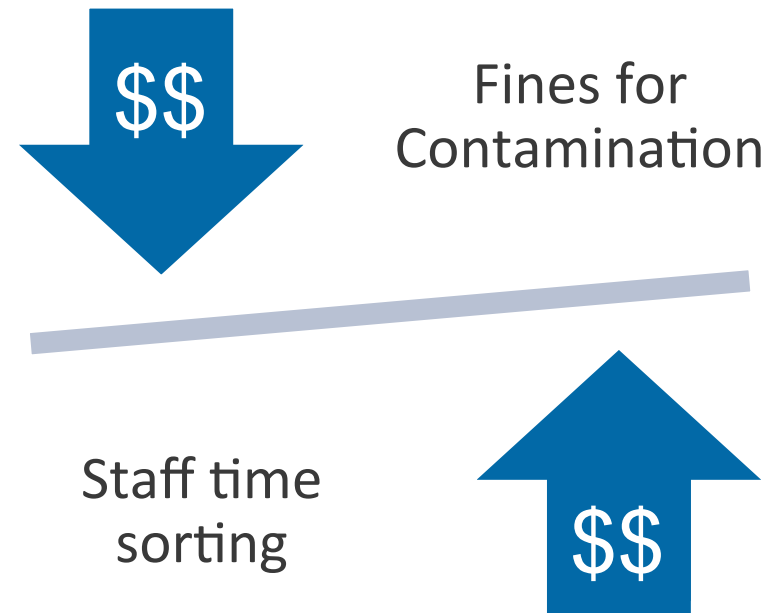 $$
Fines for
Contamination
Staff time
sorting
$$